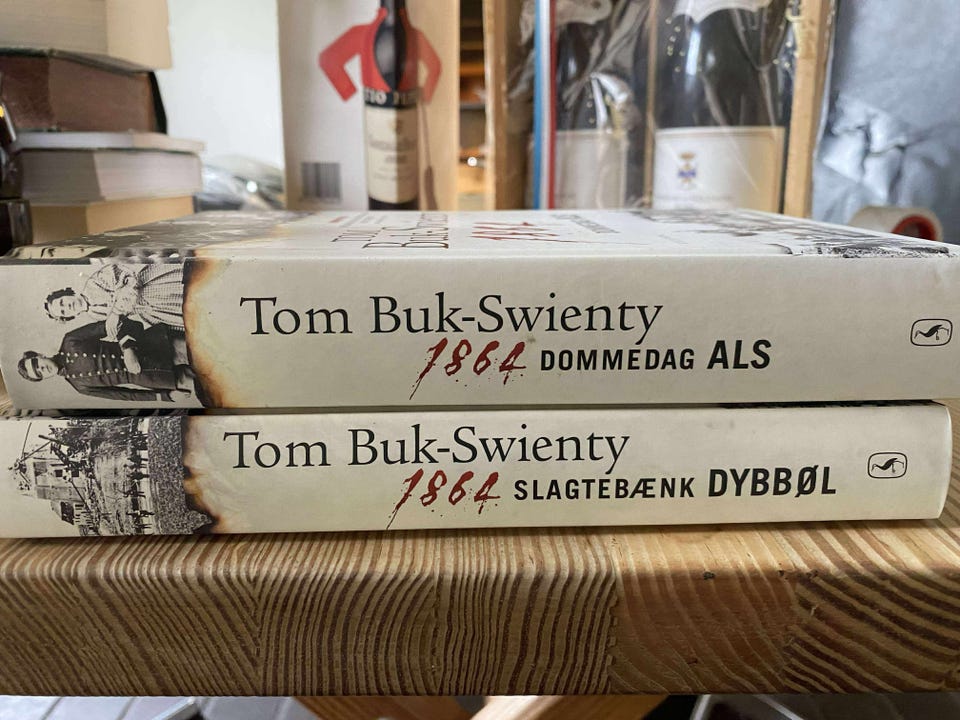 Tom Buk-Swienty
1864 DOMMEDAG ALS
Tom Buk-Swienty
1864 SLAGTEBÆNK DYBBØL